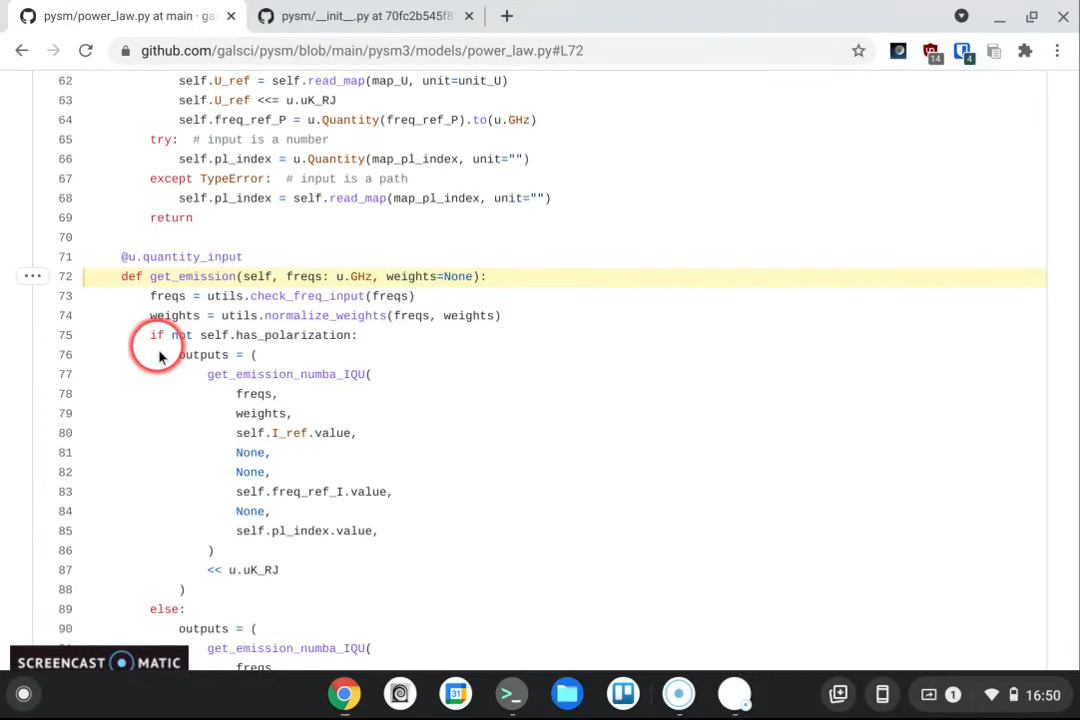 pysm/power_law.py at main · ga
pysm/__init__.py at 70fc2b545f8
github.com/galsci/pysm/blob/main/pysm3/models/power_law.py#L72
14
4
62 self.U_ref = self.read_map(map_U, unit=unit_U)
63 self.U_ref <<= u.uK_RJ
64 self.freq_ref_P = u.Quantity(freq_ref_P).to(u.GHz)
65 try: # input is a number
66 self.pl_index = u.Quantity(map_pl_index, unit="")
67 except TypeError: # input is a path
68 self.pl_index = self.read_map(map_pl_index, unit="")
69 return
70
71 @u.quantity_input
72 def get_emission(self, freqs: u.GHz, weights=None):
73 freqs = utils.check_freq_input(freqs)
74 weights = utils.normalize_weights(freqs, weights)
75 if not self.has_polarization:
76 outputs = (
77 get_emission_numba_IQU(
78 freqs,
79 weights,
80 self.I_ref.value,
81 None,
82 None,
83 self.freq_ref_I.value,
84 None,
85 self.pl_index.value,
86 )
87 << u.uK_RJ
88 )
89 else:
90 outputs = (
get_emission_numba_IQU(
freqs
SCREENCAST MATIC
31
1
16:50